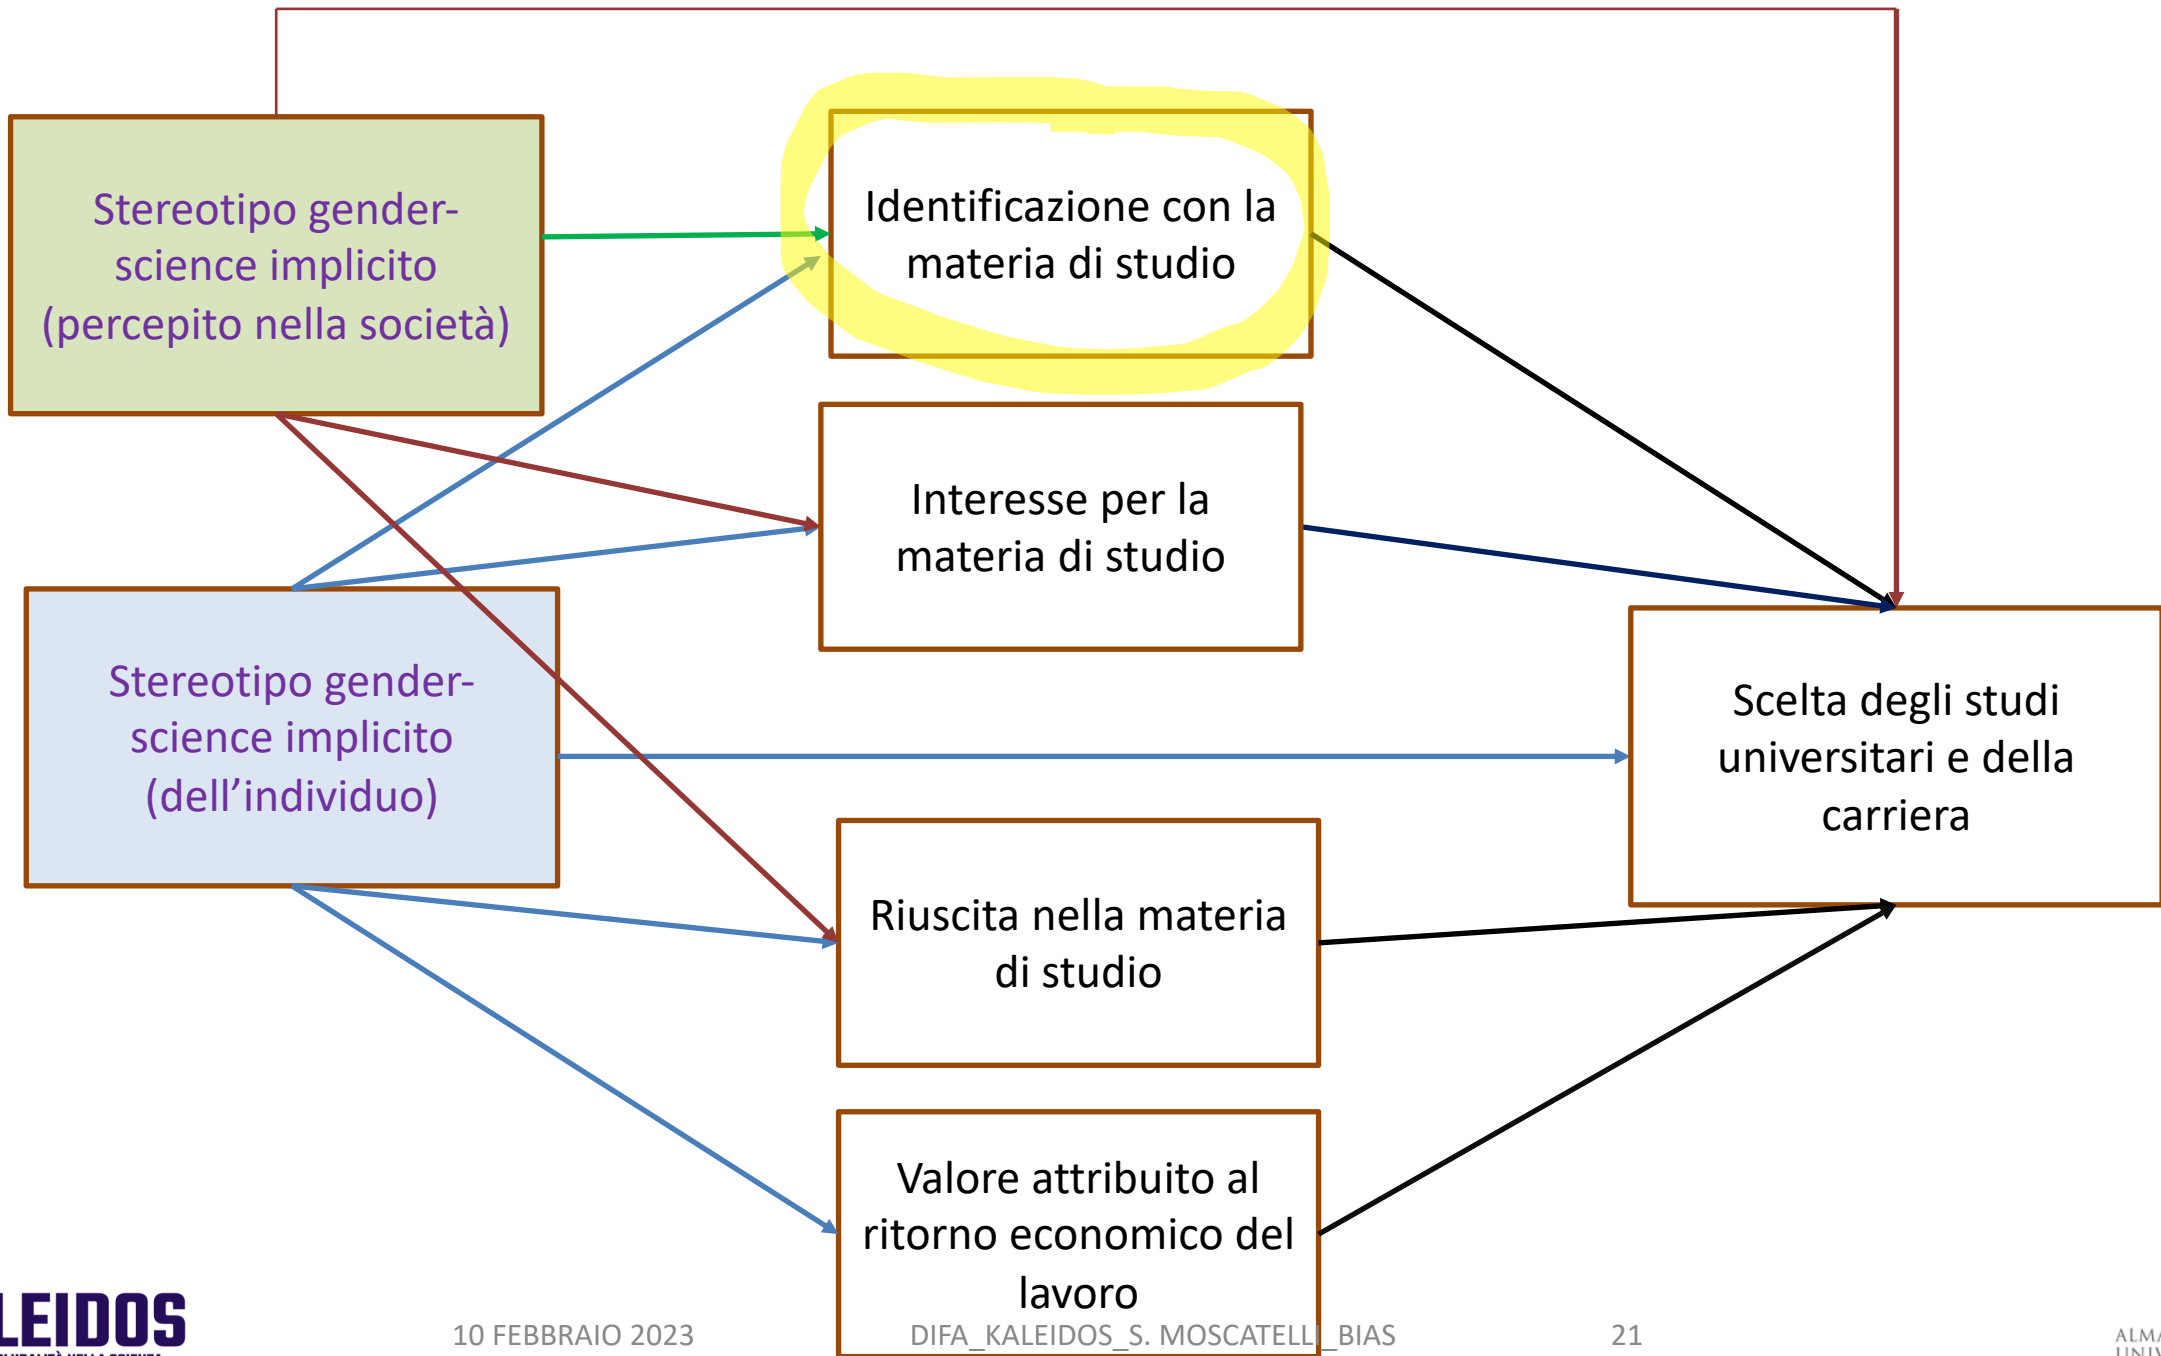 Stereotipo gender-
science implicito
(percepito nella società)
Identificazione con la
materia di studio
Interesse per la
materia di studio
Stereotipo gender-
science implicito
(dell'individuo)
Scelta degli studi
universitari e della
carriera
Riuscita nella materia
di studio
Valore attribuito al
ritorno economico del
lavoro
LEIDOS
10 FEBBRAIO 2023
DIFA_KALEIDOS_S. MOSCATELLI_BIAS
21
ALMA